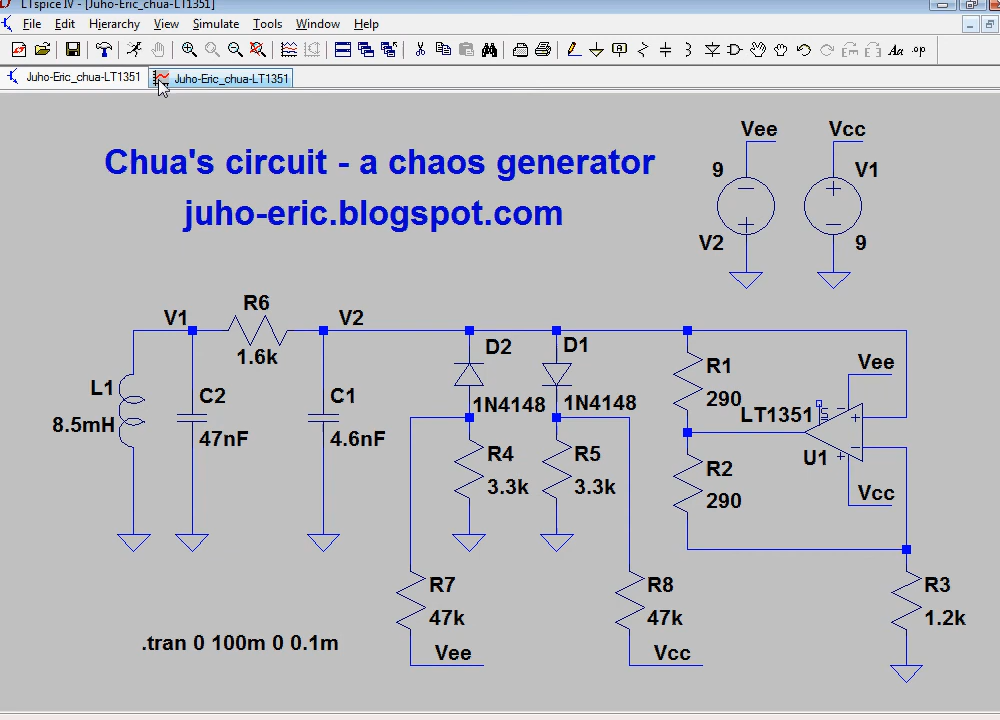 LTspice IV - [Juho-Eric_chua-LT1351]
File Edit Hierarchy View Simulate Tools Window Help
Aa .op
Juho-Eric_chua-LT1351 Juho-Eric_chua-LT1351
Vee Vcc
Chua's circuit - a chaos generator
9 V1
juho-eric.blogspot.com
V2 9
R6
V1 V2
1.6k
D2 D1
R1
Vee
L1 C2 C1
290
1N4148 1N4148
LT1351
8.5mH
47nF 4.6nF
R4 R5
U1
R2
3.3k 3.3k
290
Vcc
R7 R8 R3
47k 47k 1.2k
.tran 0 100m 0 0.1m
Vee Vcc